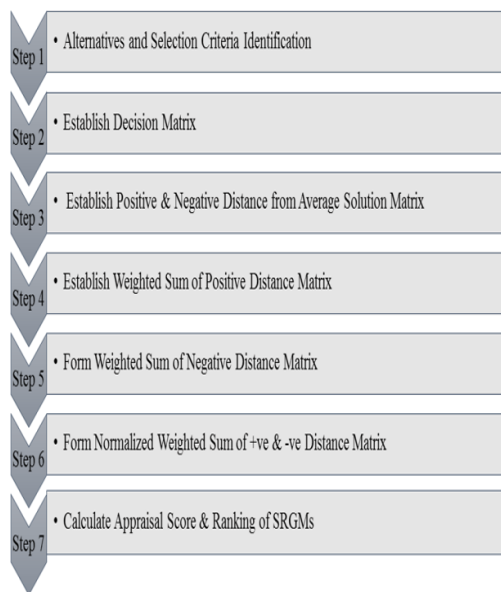 Step 1
• Alternatives and Selection Criteria Identification
Step 2
• Establish Decision Matrix
Step 3
• Establish Positive & Negative Distance from Average Solution Matrix
Step 4
• Establish Weighted Sum of Positive Distance Matrix
Step 5
• Form Weighted Sum of Negative Distance Matrix
Step 6
• Form Normalized Weighted Sum of +ve & -ve Distance Matrix
Step 7
• Calculate Appraisal Score & Ranking of SRGMs